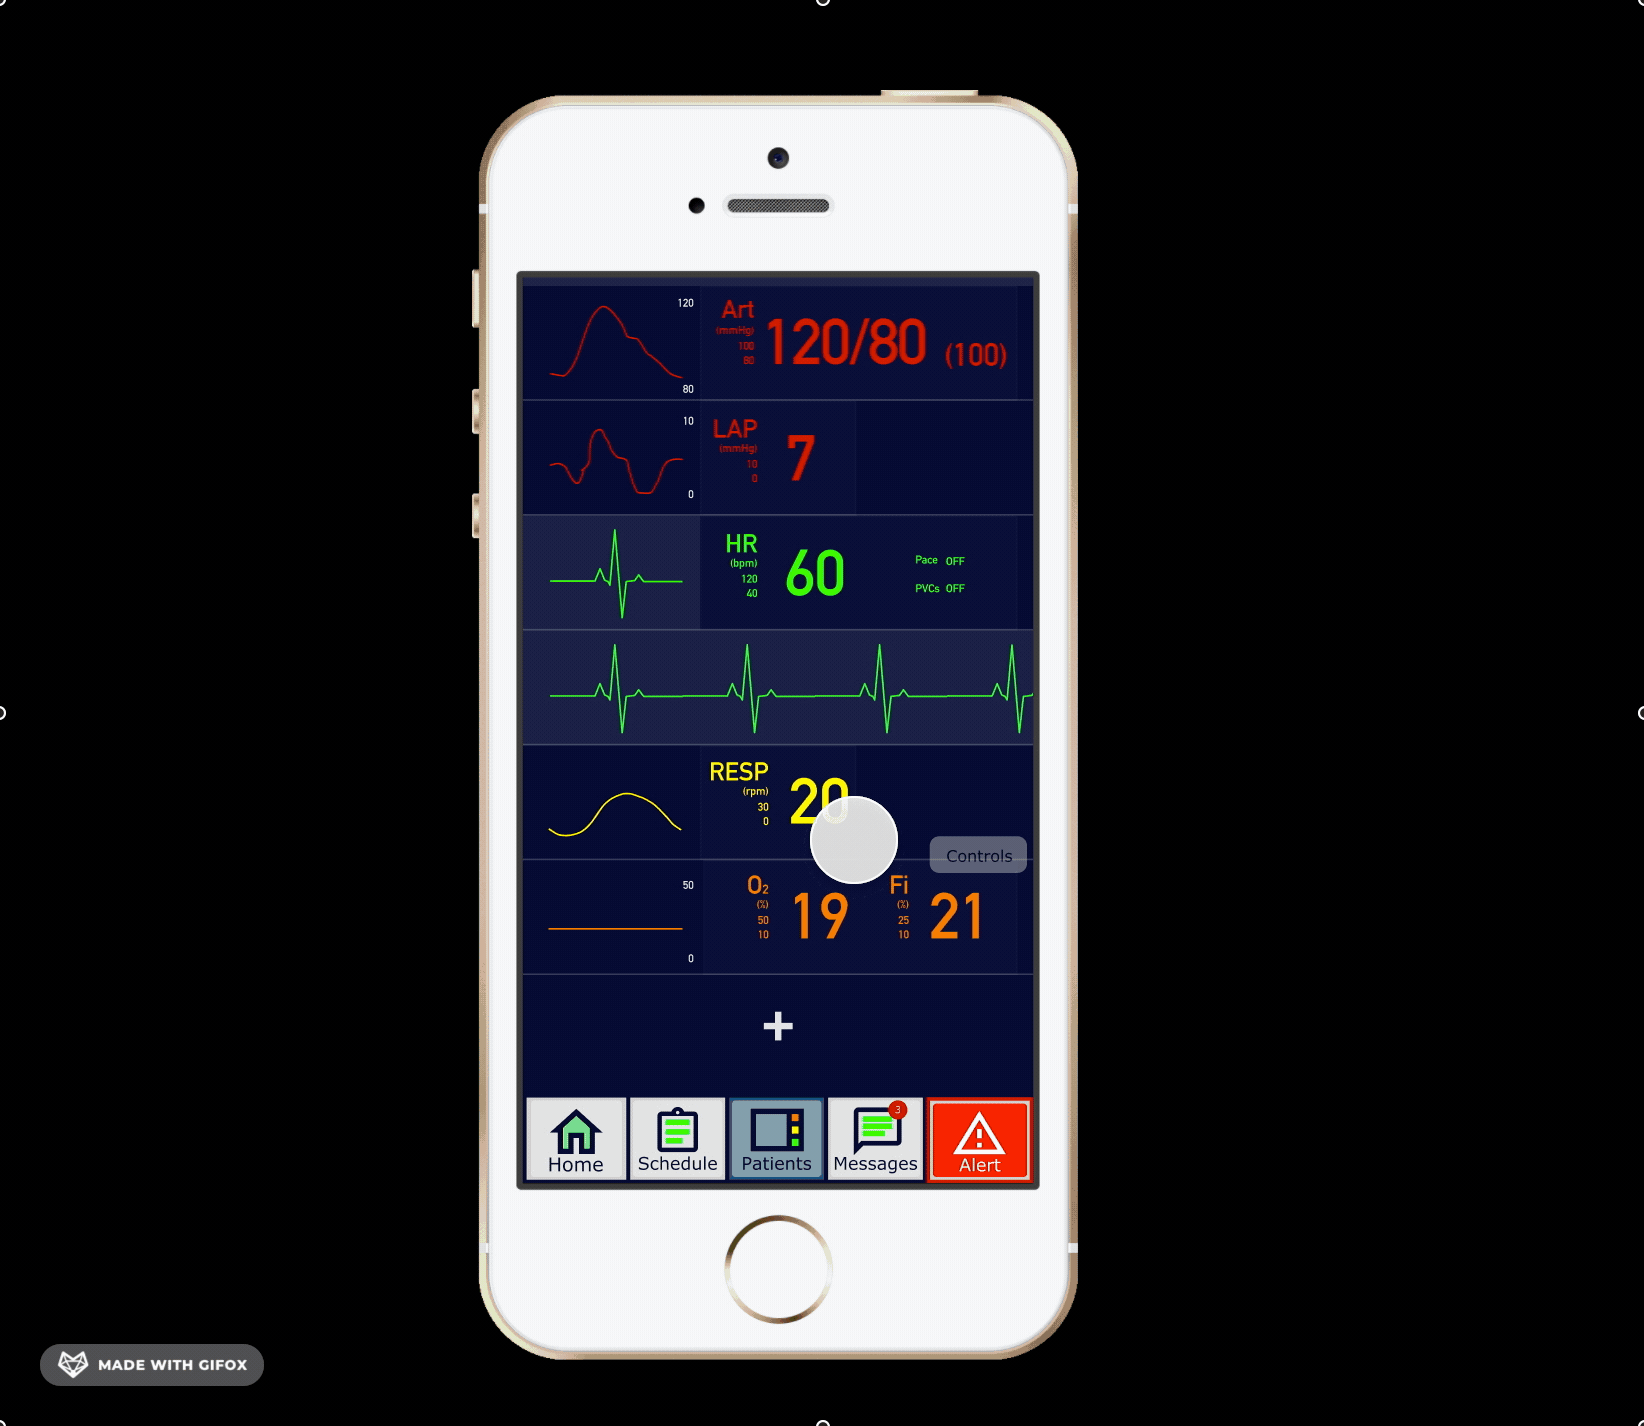 120
Art
(mmHg)
100
80
120/80
(100)
80
10
LAP
(mmHg)
10
0
7
0
HR
(bpm)
120
40
60
Pace OFF
PVCs OFF
RESP
(rpm)
30
0
20
Controls
50
O₂
(%)
50
10
19
Fi
(%)
25
10
21
0
+
3
Home
Schedule
Patients
Messages
Alert
MADE WITH GIFOX